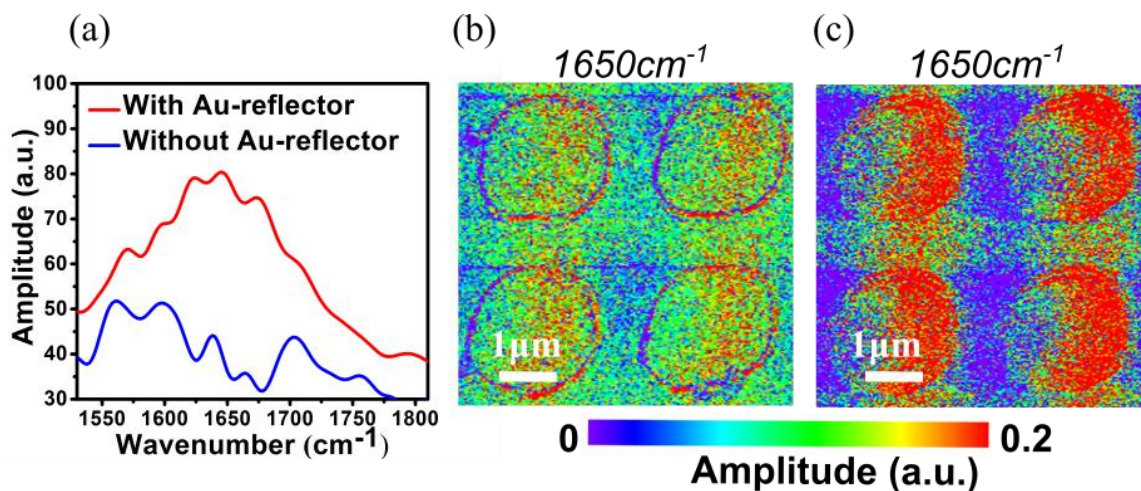 (a)
(b)
(c)
1650cm⁻¹
1650cm⁻¹
100
90
80
70
60
50
40
30
Amplitude (a.u.)
With Au-reflector
Without Au-reflector
1550 1600 1650 1700 1750 1800
Wavenumber (cm⁻¹)
1μm
1μm
0
0.2
Amplitude (a.u.)